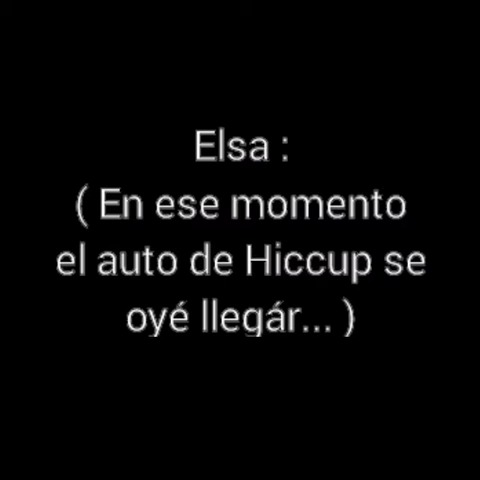 Elsa :
( En ese momento
el auto de Hiccup se
oyé llegár... )